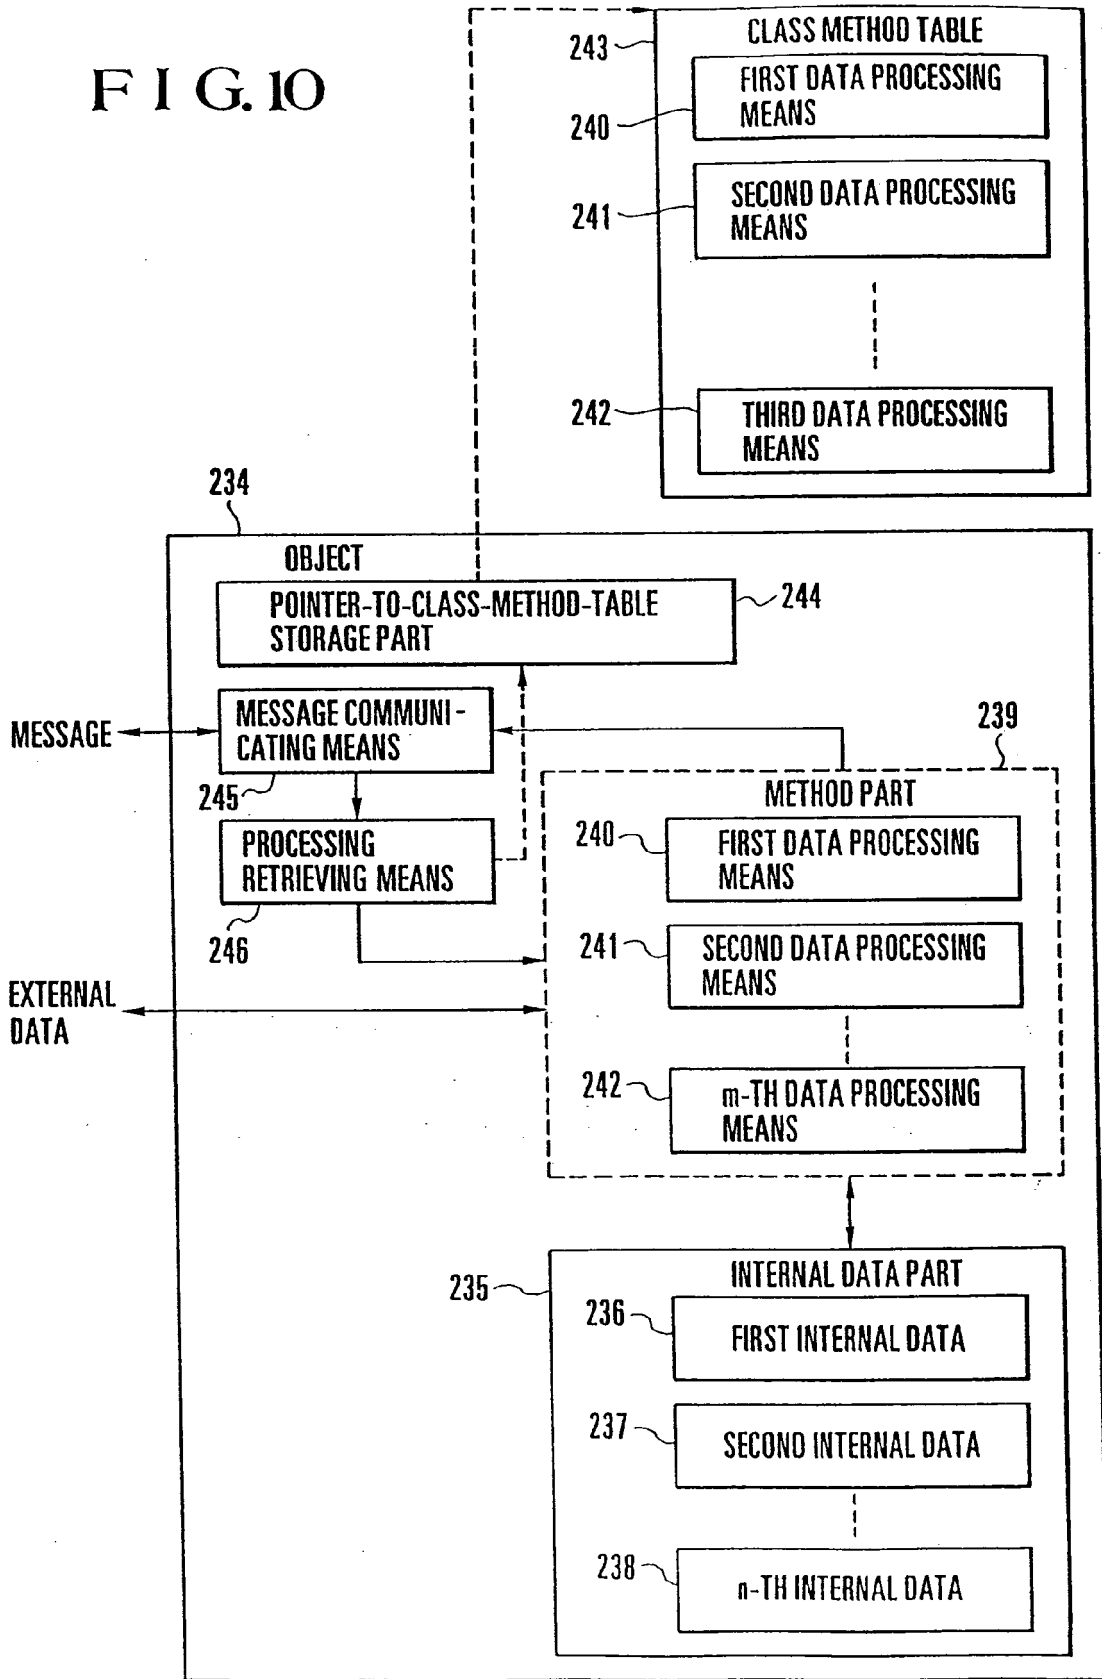 FIG.10
243
CLASS METHOD TABLE
FIRST DATA PROCESSING
MEANS
240
SECOND DATA PROCESSING
MEANS
241
242
THIRD DATA PROCESSING
MEANS
234
OBJECT
POINTER-TO-CLASS-METHOD-TABLE
STORAGE PART
244
MESSAGE
MESSAGE COMMUNI-
CATING MEANS
245
239
PROCESSING
RETRIEVING MEANS
246
METHOD PART
240
FIRST DATA PROCESSING
MEANS
241
SECOND DATA PROCESSING
MEANS
EXTERNAL
DATA
242
m-TH DATA PROCESSING
MEANS
235
INTERNAL DATA PART
236
FIRST INTERNAL DATA
237
SECOND INTERNAL DATA
238
n-TH INTERNAL DATA